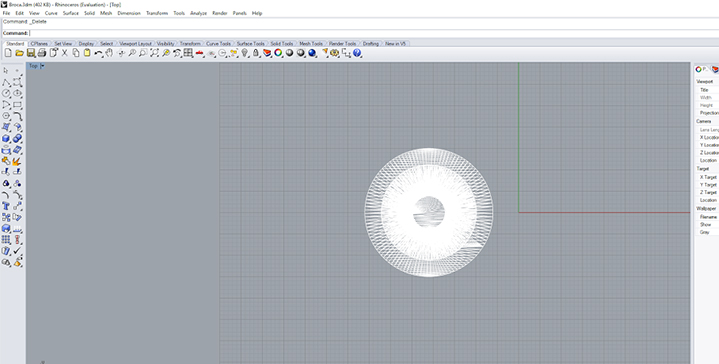 Broca.3dm (402 KB) - Rhinoceros (Evaluation) - [Top]
File Edit View Curve Surface Solid Mesh Dimension Transform Tools Analyze Render Panels Help
Command: _Delete
Command:
Standard CPlanes Set View Display Select Viewport Layout Visibility Transform Curve Tools Surface Tools Solid Tools Mesh Tools Render Tools Drafting New in V5
Top
Viewport
Title
Width
Height
Projection
Camera
Lens Leng
X Locatio
Y Locatio
Z Locatio
Location
Target
X Target
Y Target
Z Target
Location
Wallpaper
Filename
Show
Gray